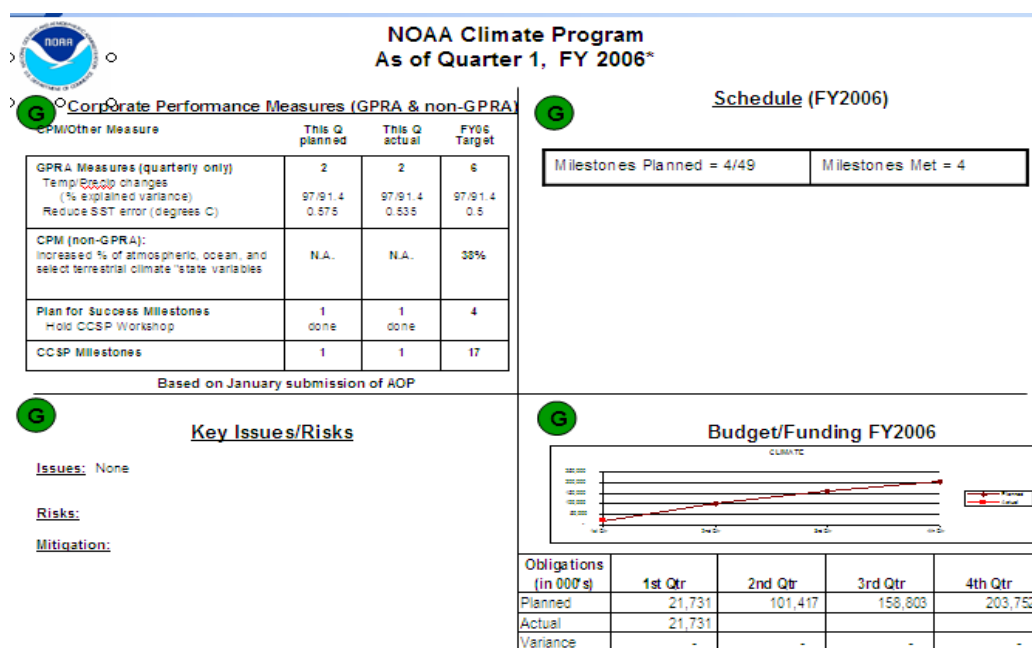 NOAA
NOAA Climate Program
As of Quarter 1, FY 2006*
G
Corporate Performance Measures (GPRA & non-GPRA)
CPM/Other Measure This Q planned This Q actual FY06 Target
GPRA Measures (quarterly only) 2 2 6
Temp/Precip changes
(% explained variance) 97/91.4 97/91.4 97/91.4
Reduce SST error (degrees C) 0.575 0.535 0.5
CPM (non-GPRA):
Increased % of atmospheric, ocean, and N.A. N.A. 38%
select terrestrial climate "state variables
Plan for Success Milestones 1 1 4
Hold CCSP Workshop done done
CCSP Milestones 1 1 17
Based on January submission of AOP
G
Schedule (FY2006)
Milestones Planned = 4/49 Milestones Met = 4
G
Key Issues/Risks
Issues: None
Risks:
Mitigation:
G
Budget/Funding FY2006
CLIMATE
Planned
Actual
Obligations
(in 000's) 1st Qtr 2nd Qtr 3rd Qtr 4th Qtr
Planned 21,731 101,417 158,803 203,752
Actual 21,731
Variance - - - -